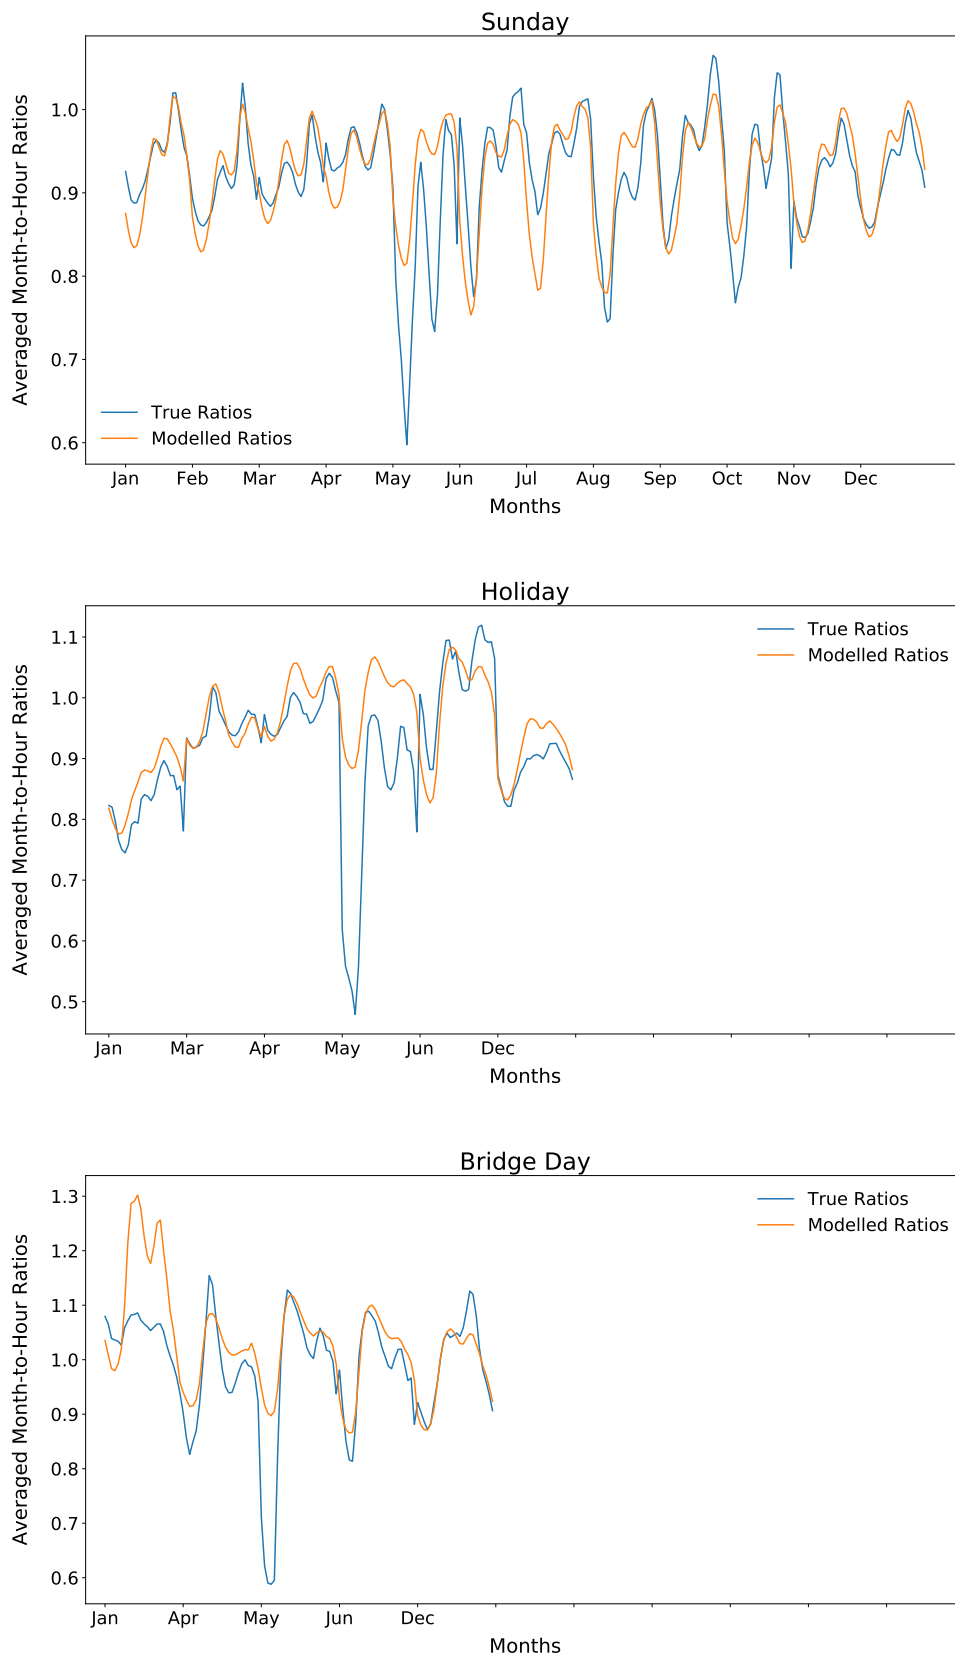 Sunday
Averaged Month-to-Hour Ratios
1.0
0.9
0.8
0.7
0.6
True Ratios
Modelled Ratios
Jan Feb Mar Apr May Jun Jul Aug Sep Oct Nov Dec
Months
Holiday
Averaged Month-to-Hour Ratios
1.1
1.0
0.9
0.8
0.7
0.6
0.5
True Ratios
Modelled Ratios
Jan Mar Apr May Jun Dec
Months
Bridge Day
Averaged Month-to-Hour Ratios
1.3
1.2
1.1
1.0
0.9
0.8
0.7
0.6
True Ratios
Modelled Ratios
Jan Apr May Jun Dec
Months